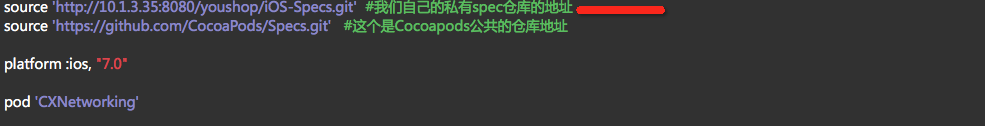 source 'http://10.1.3.35:8080/youshop/iOS-Specs.git'  #我们自己的私有spec仓库的地址
source 'https://github.com/CocoaPods/Specs.git'   #这个是Cocoapods公共的仓库地址
platform :ios, "7.0"
pod 'CXNetworking'